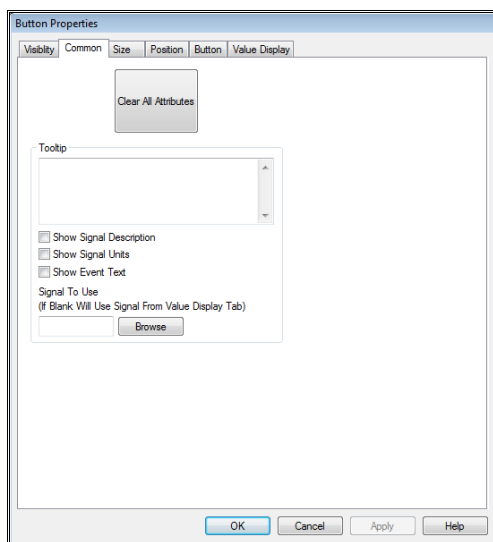 Button Properties
Visiblity Common Size Position Button Value Display
Clear All Attributes
Tooltip
Show Signal Description
Show Signal Units
Show Event Text
Signal To Use
(If Blank Will Use Signal From Value Display Tab)
Browse
OK Cancel Apply Help